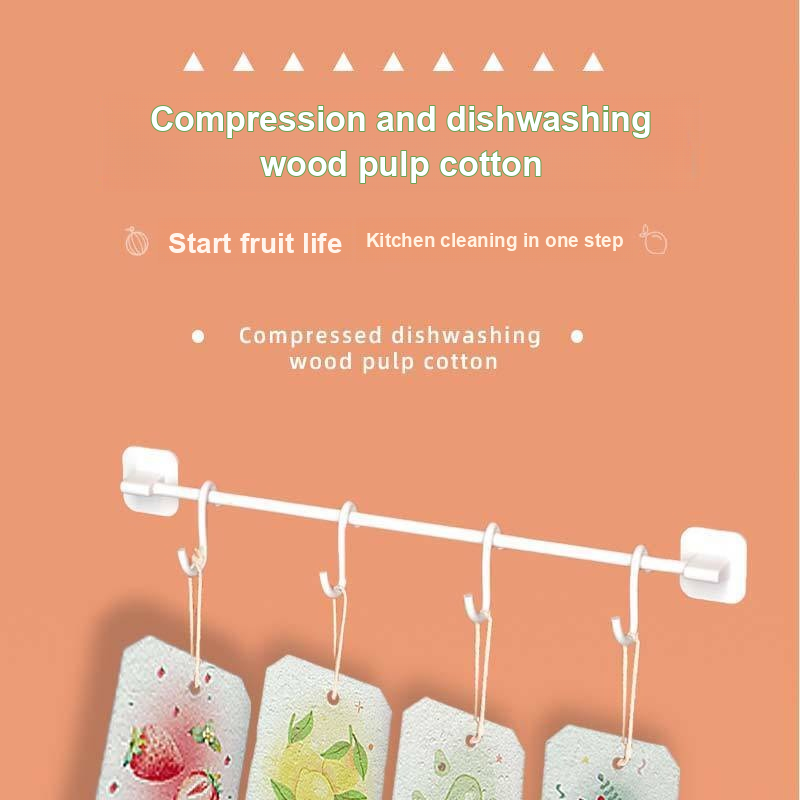 Compression and dishwashing
wood pulp cotton
Start fruit life Kitchen cleaning in one step
Compressed dishwashing
wood pulp cotton